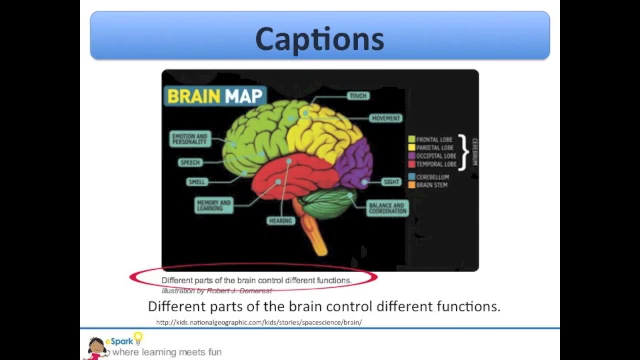 Captions
BRAIN MAP
TOUCH
MOVEMENT
EMOTION AND
PERSONALITY
SPEECH
SMELL
MEMORY AND
LEARNING
HEARING
SIGHT
BALANCE AND
COORDINATION
FRONTAL LOBE
PARIETAL LOBE
OCCIPITAL LOBE
TEMPORAL LOBE
CEREBRUM
CEREBELLUM
BRAIN STEM
Different parts of the brain control different functions.
Illustration by Robert J. Demarest
Different parts of the brain control different functions.
http://kids.nationalgeographic.com/kids/stories/spacescience/brain/
eSpark
where learning meets fun